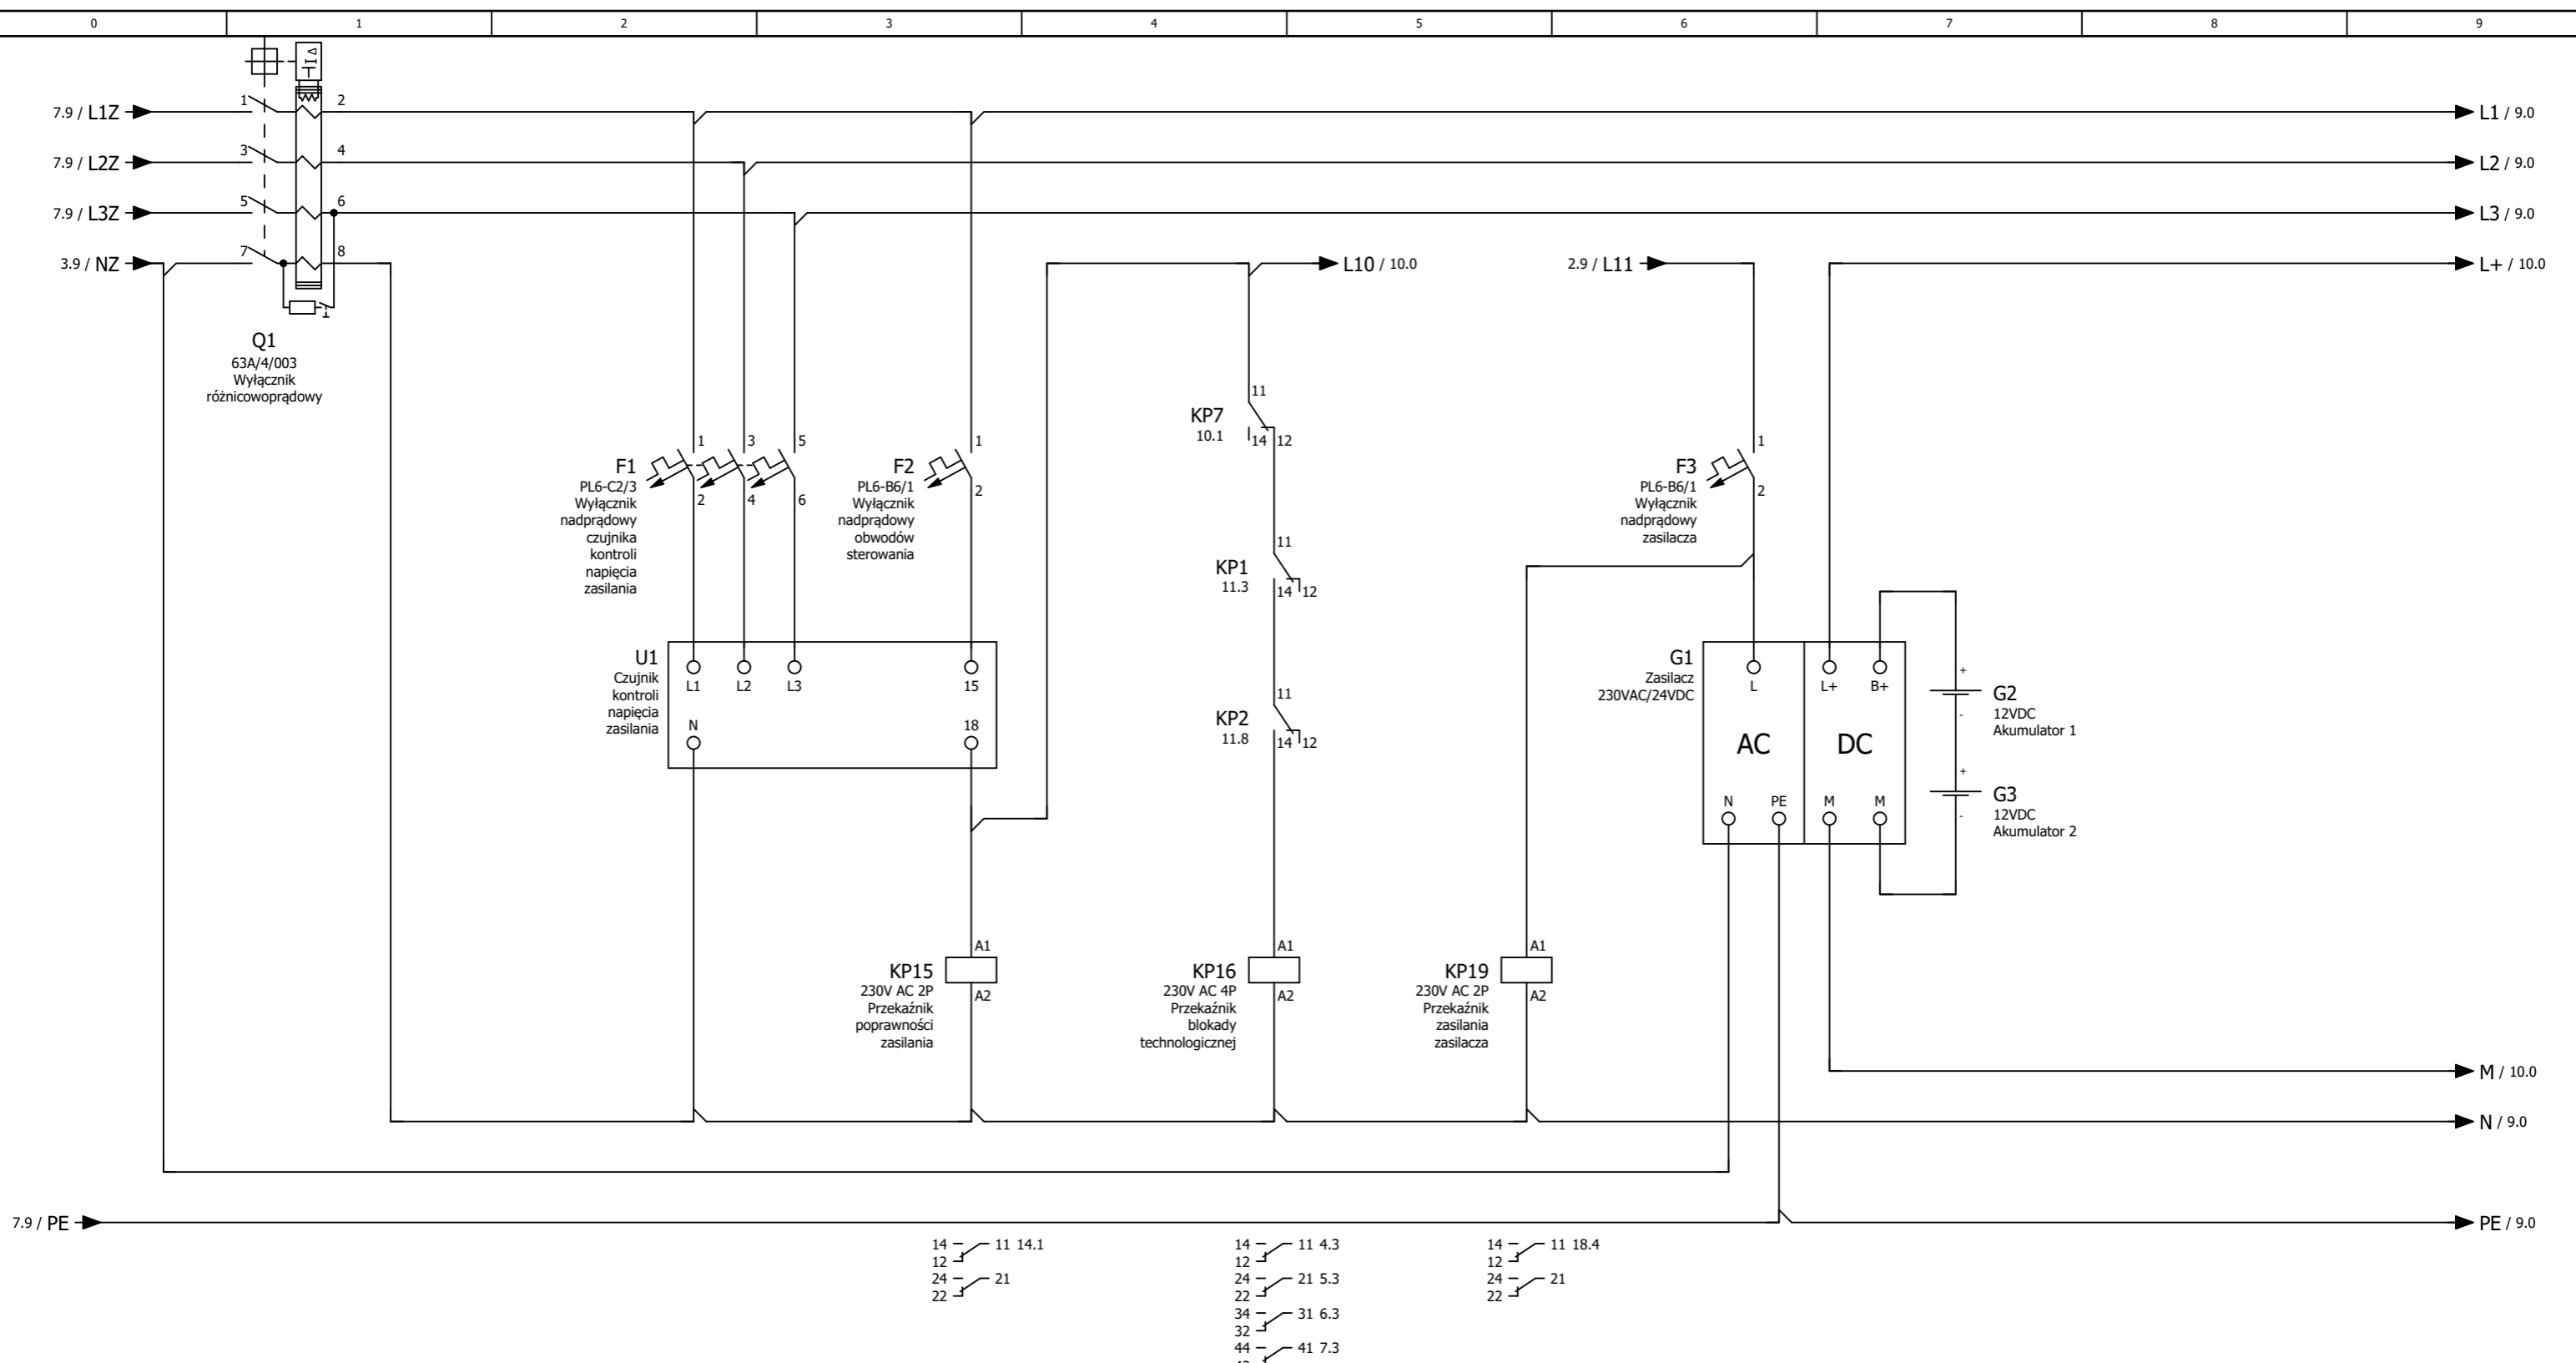 0 1 2 3 4 5 6 7 8 9
7.9 / L1Z
1
2
L1 / 9.0
7.9 / L2Z
3
4
L2 / 9.0
7.9 / L3Z
5
6
L3 / 9.0
3.9 / NZ
7
8
L10 / 10.0
2.9 / L11
L+ / 10.0
Q1
63A/4/003
Wyłącznik
różnicowoprądowy
F1
PL6-C2/3
Wyłącznik
nadprądowy
czujnika
kontroli
napięcia
zasilania
1 3 5
2 4 6
F2
PL6-B6/1
Wyłącznik
nadprądowy
obwodów
sterowania
1
2
KP7
10.1
11
14 12
KP1
11.3
11
14 12
KP2
11.8
11
14 12
F3
PL6-B6/1
Wyłącznik
nadprądowy
zasilacza
1
2
U1
Czujnik
kontroli
napięcia
zasilania
L1 L2 L3 15
N 18
G1
Zasilacz
230VAC/24VDC
L L+ B+
AC DC
N PE M M
+
-
G2
12VDC
Akumulator 1
+
-
G3
12VDC
Akumulator 2
KP15
230V AC 2P
Przekaźnik
poprawności
zasilania
A1
A2
KP16
230V AC 4P
Przekaźnik
blokady
technologicznej
A1
A2
KP19
230V AC 2P
Przekaźnik
zasilania
zasilacza
A1
A2
M / 10.0
N / 9.0
7.9 / PE
PE / 9.0
14 11 14.1
12
24 21
22
14 11 4.3
12
24 21 5.3
22
34 31 6.3
32
44 41 7.3
14 11 18.4
12
24 21
22